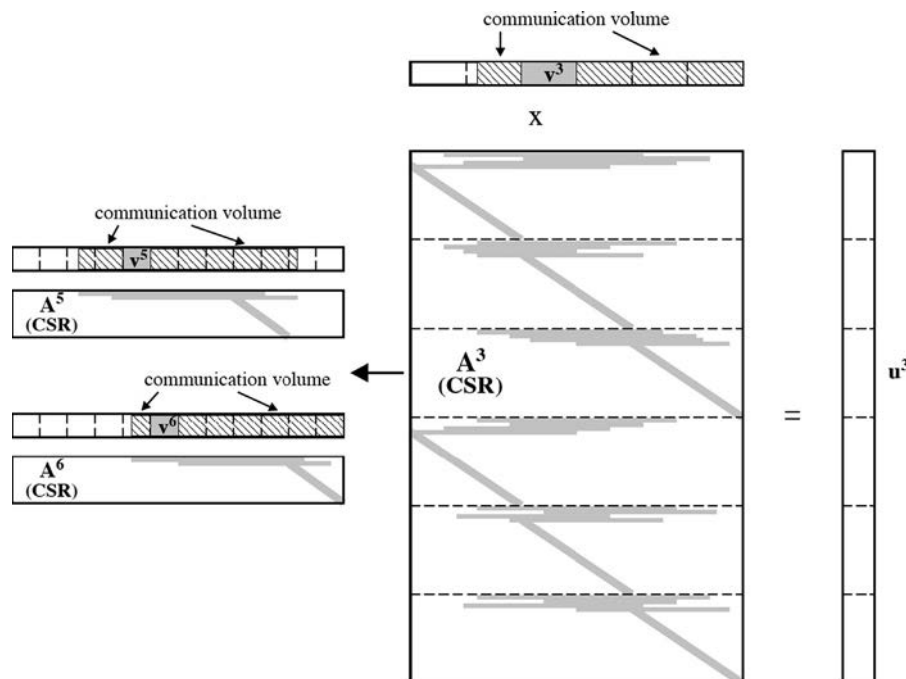 communication volume
v³
x
communication volume
v⁵
A⁵
(CSR)
communication volume
v⁶
A⁶
(CSR)
A³
(CSR)
=
u³